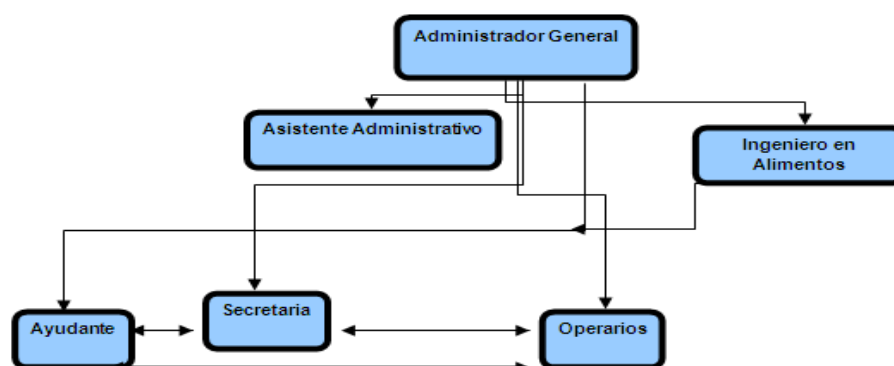 Administrador General
Asistente Administrativo
Ingeniero en
Alimentos
Secretaria
Ayudante
Operarios